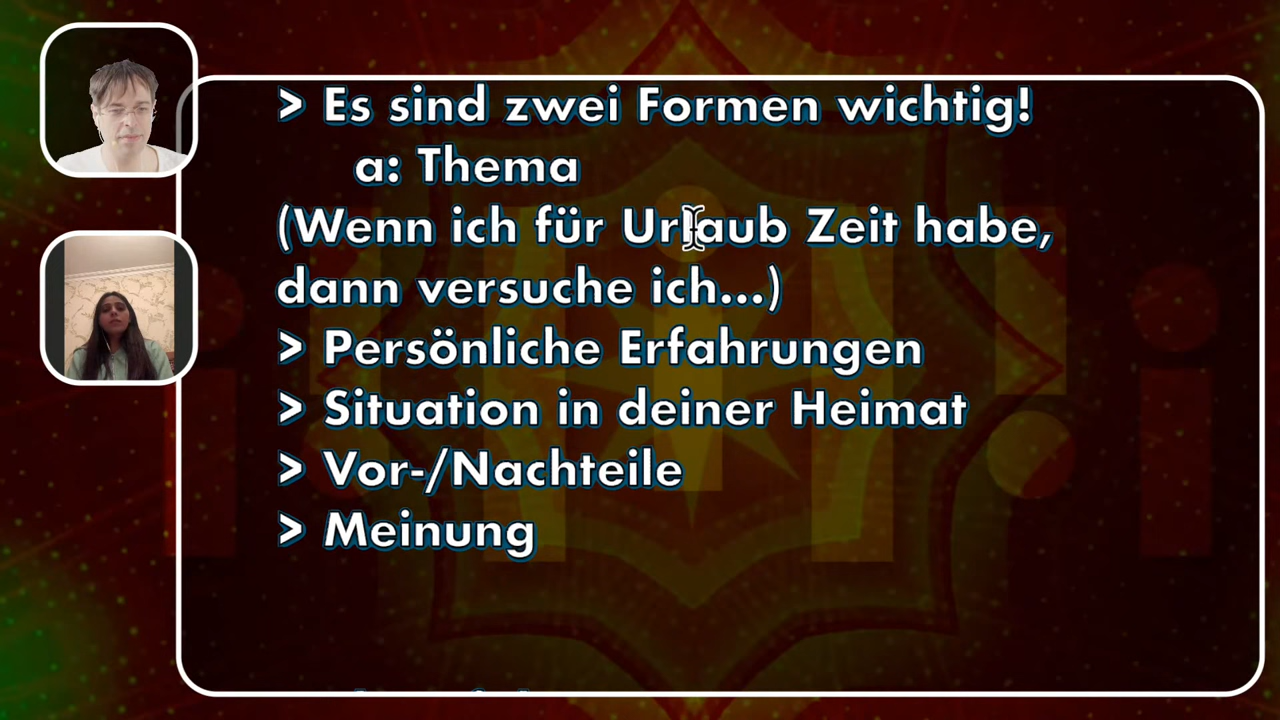 > Es sind zwei Formen wichtig!
a: Thema
(Wenn ich für Urlaub Zeit habe,
dann versuche ich...)
> Persönliche Erfahrungen
> Situation in deiner Heimat
> Vor-/Nachteile
> Meinung